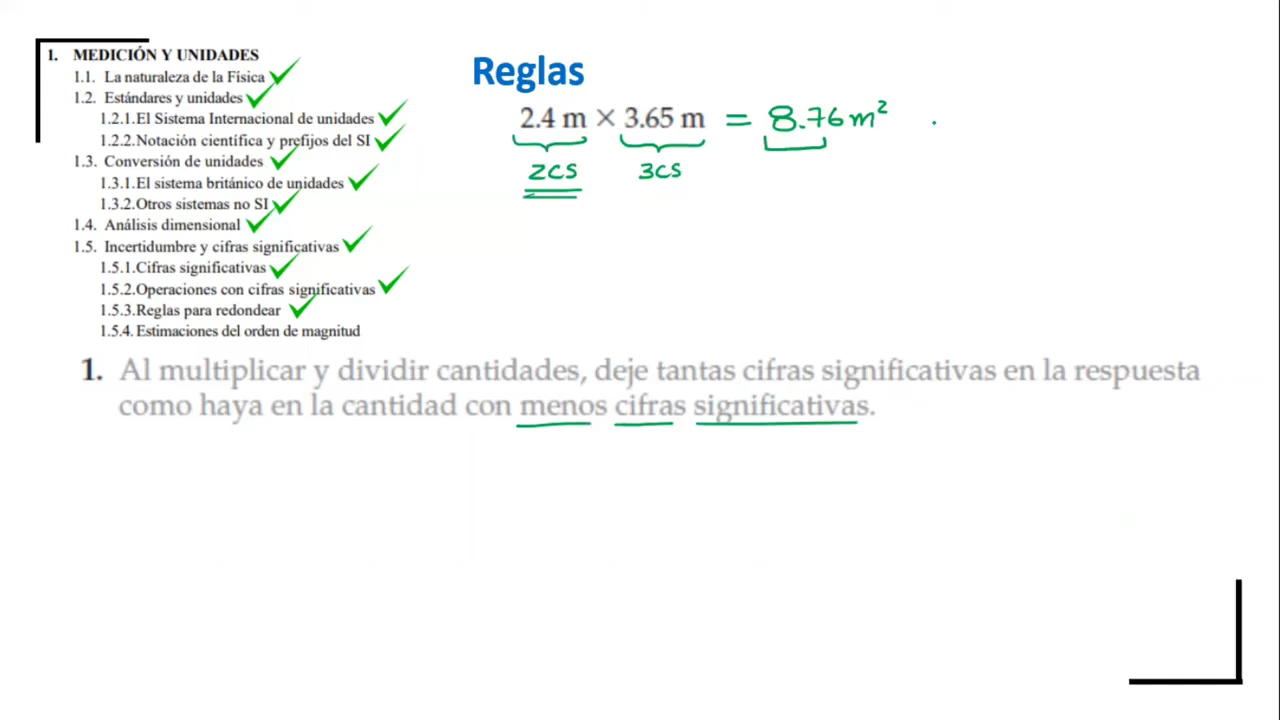 1. MEDICIÓN Y UNIDADES
1.1. La naturaleza de la Física
1.2. Estándares y unidades
1.2.1.El Sistema Internacional de unidades
1.2.2.Notación científica y prefijos del SI
1.3. Conversión de unidades
1.3.1.El sistema británico de unidades
1.3.2.Otros sistemas no SI
1.4. Análisis dimensional
1.5. Incertidumbre y cifras significativas
1.5.1.Cifras significativas
1.5.2.Operaciones con cifras significativas
1.5.3.Reglas para redondear
1.5.4. Estimaciones del orden de magnitud
Reglas
2.4 m × 3.65 m = 8.76 m²
2CS 3CS
1. Al multiplicar y dividir cantidades, deje tantas cifras significativas en la respuesta
como haya en la cantidad con menos cifras significativas.